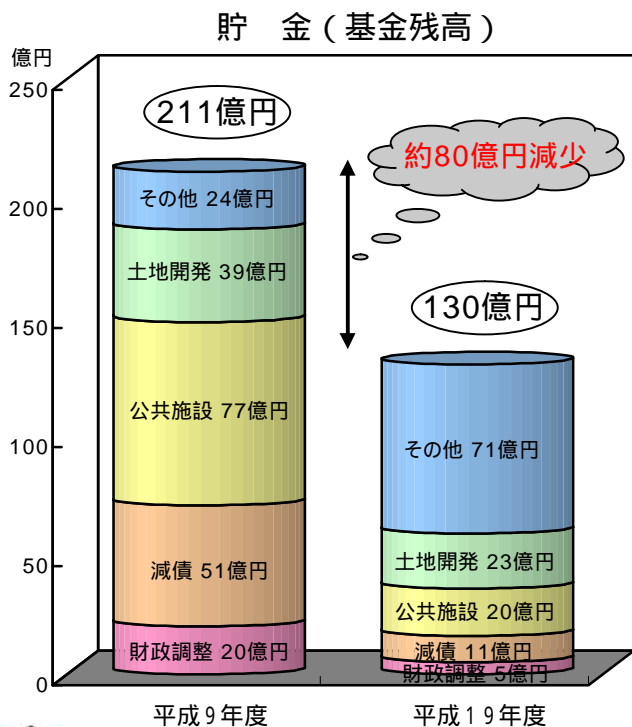 貯　金（基金残高）
億円
250
200
150
100
50
0
211億円
約80億円減少
130億円
その他 24億円
土地開発 39億円
公共施設 77億円
減債 51億円
財政調整 20億円
その他 71億円
土地開発 23億円
公共施設 20億円
減債 11億円
財政調整 5億円
平成9年度
平成19年度